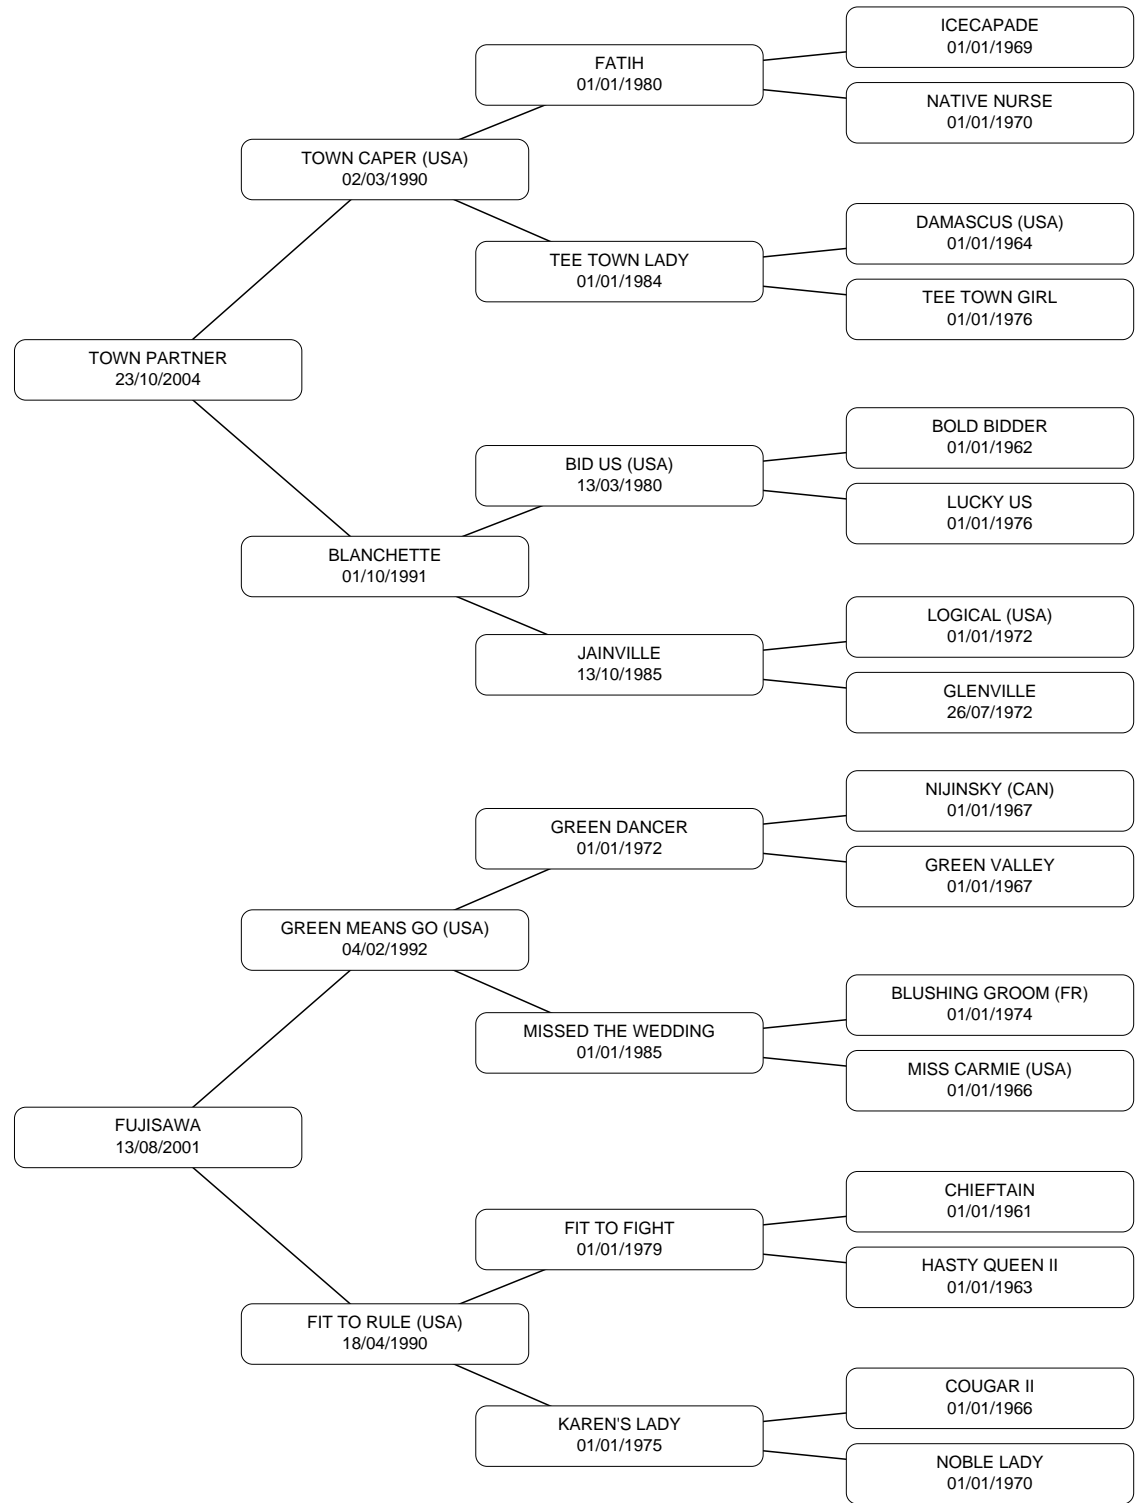 ICECAPADE
01/01/1969
FATIH
01/01/1980
NATIVE NURSE
01/01/1970
TOWN CAPER (USA)
02/03/1990
DAMASCUS (USA)
01/01/1964
TEE TOWN LADY
01/01/1984
TEE TOWN GIRL
01/01/1976
TOWN PARTNER
23/10/2004
BOLD BIDDER
01/01/1962
BID US (USA)
13/03/1980
LUCKY US
01/01/1976
BLANCHETTE
01/10/1991
LOGICAL (USA)
01/01/1972
JAINVILLE
13/10/1985
GLENVILLE
26/07/1972
NIJINSKY (CAN)
01/01/1967
GREEN DANCER
01/01/1972
GREEN VALLEY
01/01/1967
GREEN MEANS GO (USA)
04/02/1992
BLUSHING GROOM (FR)
01/01/1974
MISSED THE WEDDING
01/01/1985
MISS CARMIE (USA)
01/01/1966
FUJISAWA
13/08/2001
CHIEFTAIN
01/01/1961
FIT TO FIGHT
01/01/1979
HASTY QUEEN II
01/01/1963
FIT TO RULE (USA)
18/04/1990
COUGAR II
01/01/1966
KAREN'S LADY
01/01/1975
NOBLE LADY
01/01/1970